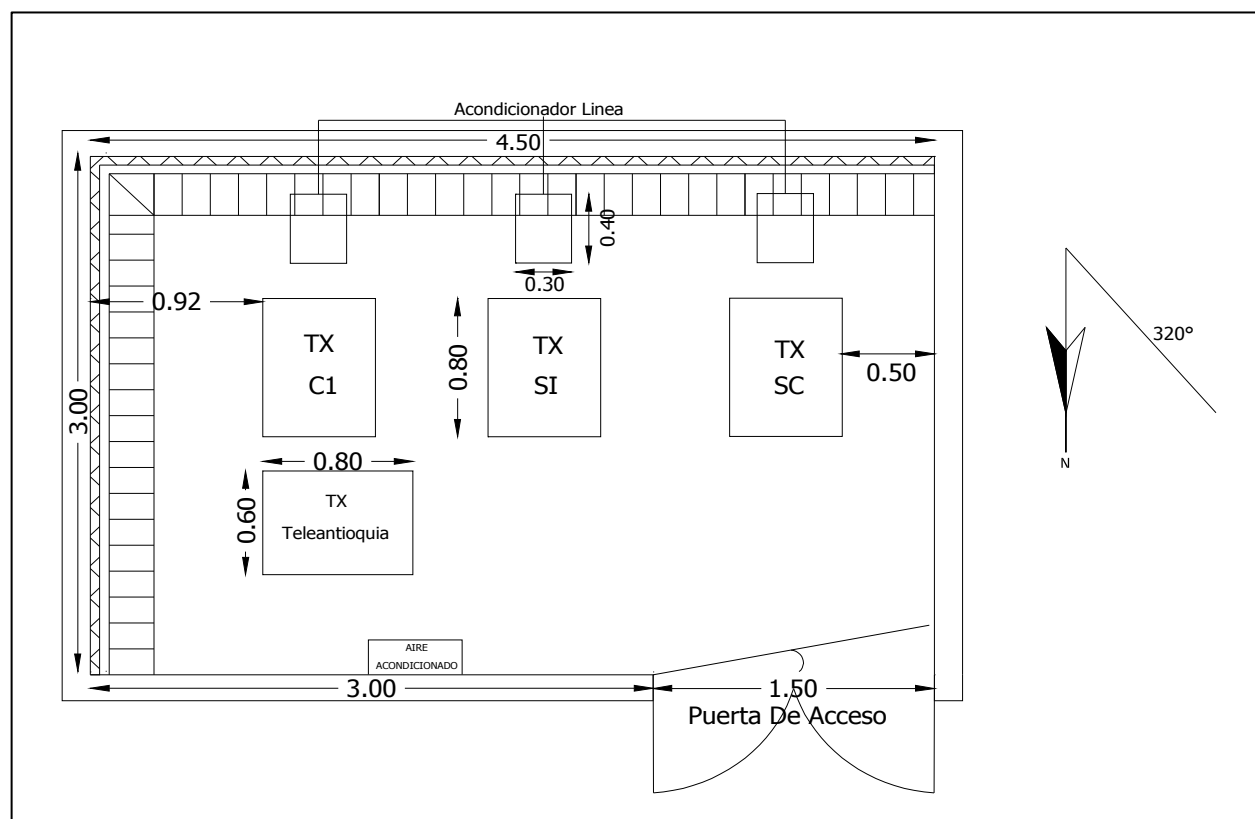 Acondicionador Linea
4.50
0.40
0.30
0.92
3.00
TX
C1
0.80
TX
SI
TX
SC
0.50
320°
N
0.80
0.60
TX
Teleantioquia
AIRE
ACONDICIONADO
3.00
1.50
Puerta De Acceso